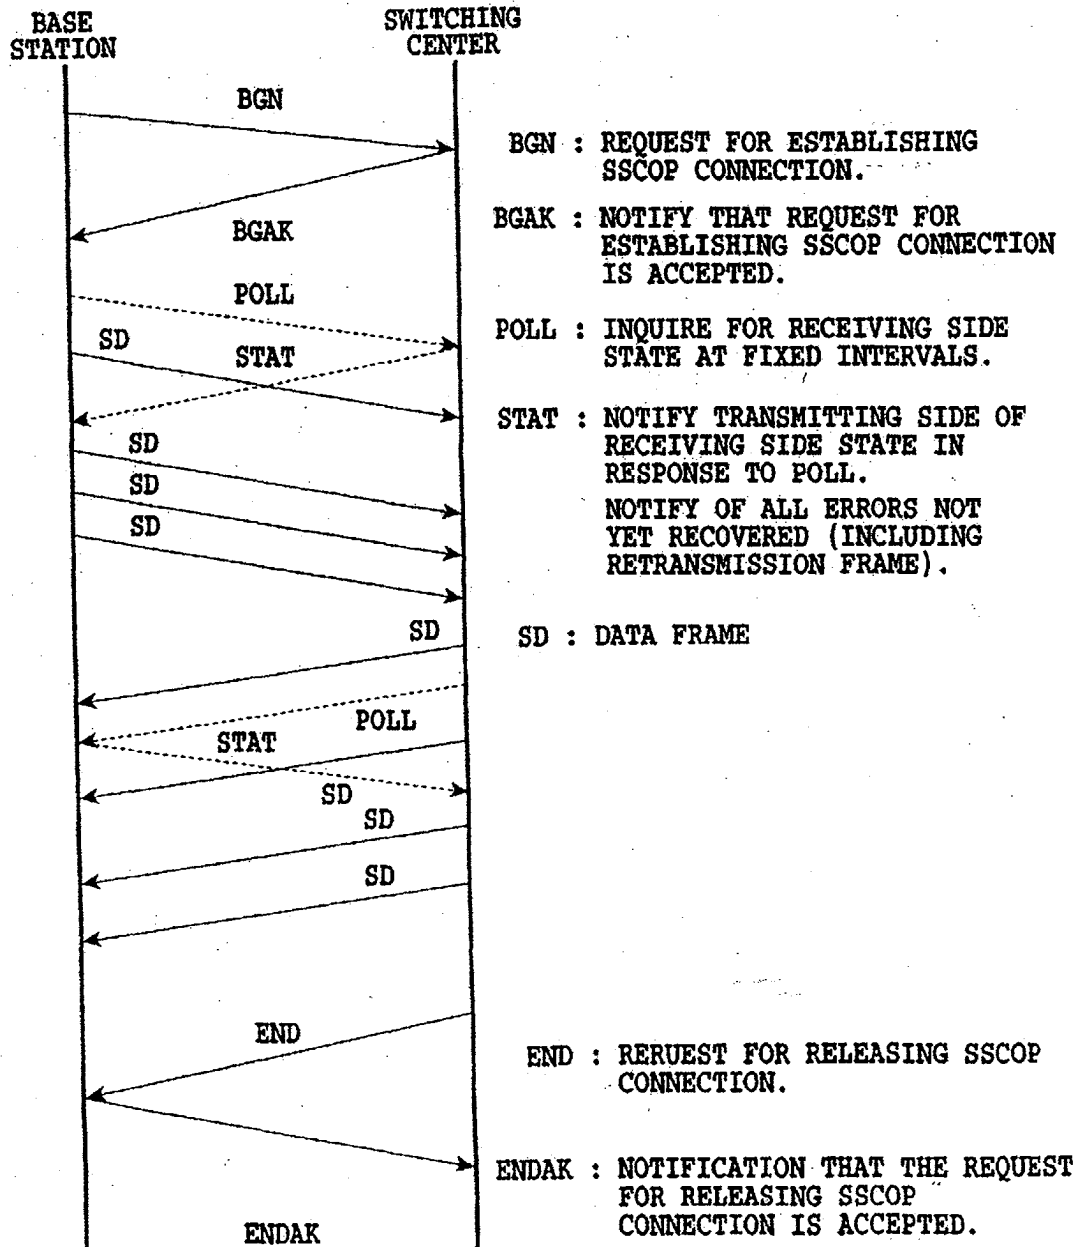 BASE
STATION
SWITCHING
CENTER
BGN
BGN : REQUEST FOR ESTABLISHING
SSCOP CONNECTION.
BGAK
BGAK : NOTIFY THAT REQUEST FOR
ESTABLISHING SSCOP CONNECTION
IS ACCEPTED.
POLL
POLL : INQUIRE FOR RECEIVING SIDE
STATE AT FIXED INTERVALS.
SD
STAT
STAT : NOTIFY TRANSMITTING SIDE OF
RECEIVING SIDE STATE IN
RESPONSE TO POLL.
NOTIFY OF ALL ERRORS NOT
YET RECOVERED (INCLUDING
RETRANSMISSION FRAME).
SD
SD
SD
SD
SD : DATA FRAME
POLL
STAT
SD
SD
SD
END
END : RERUEST FOR RELEASING SSCOP
CONNECTION.
ENDAK : NOTIFICATION THAT THE REQUEST
FOR RELEASING SSCOP
CONNECTION IS ACCEPTED.
ENDAK